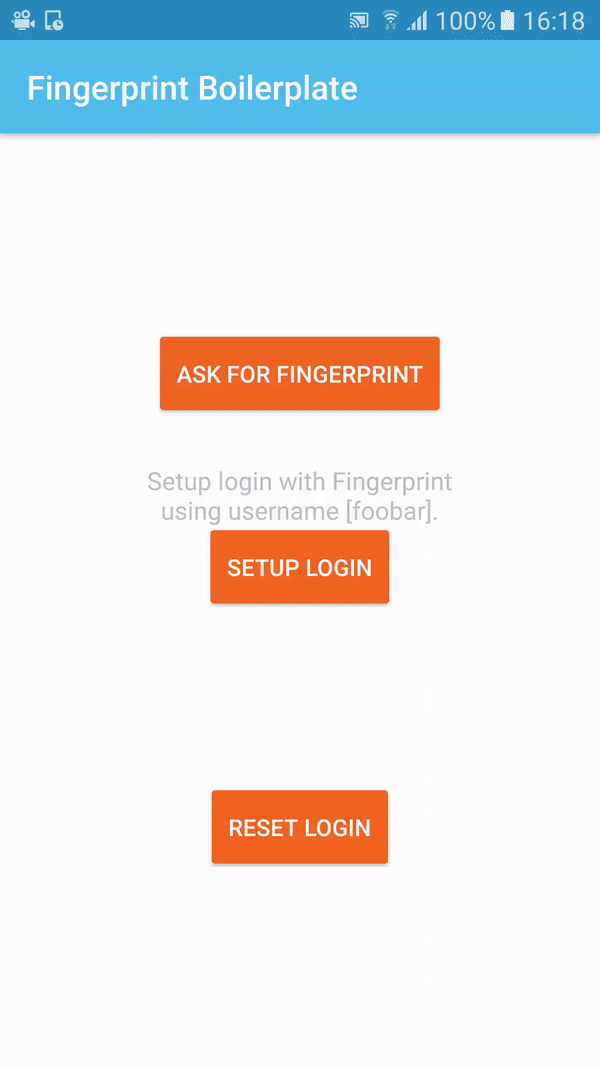 100% 16:18
Fingerprint Boilerplate
ASK FOR FINGERPRINT
Setup login with Fingerprint
using username [foobar].
SETUP LOGIN
RESET LOGIN